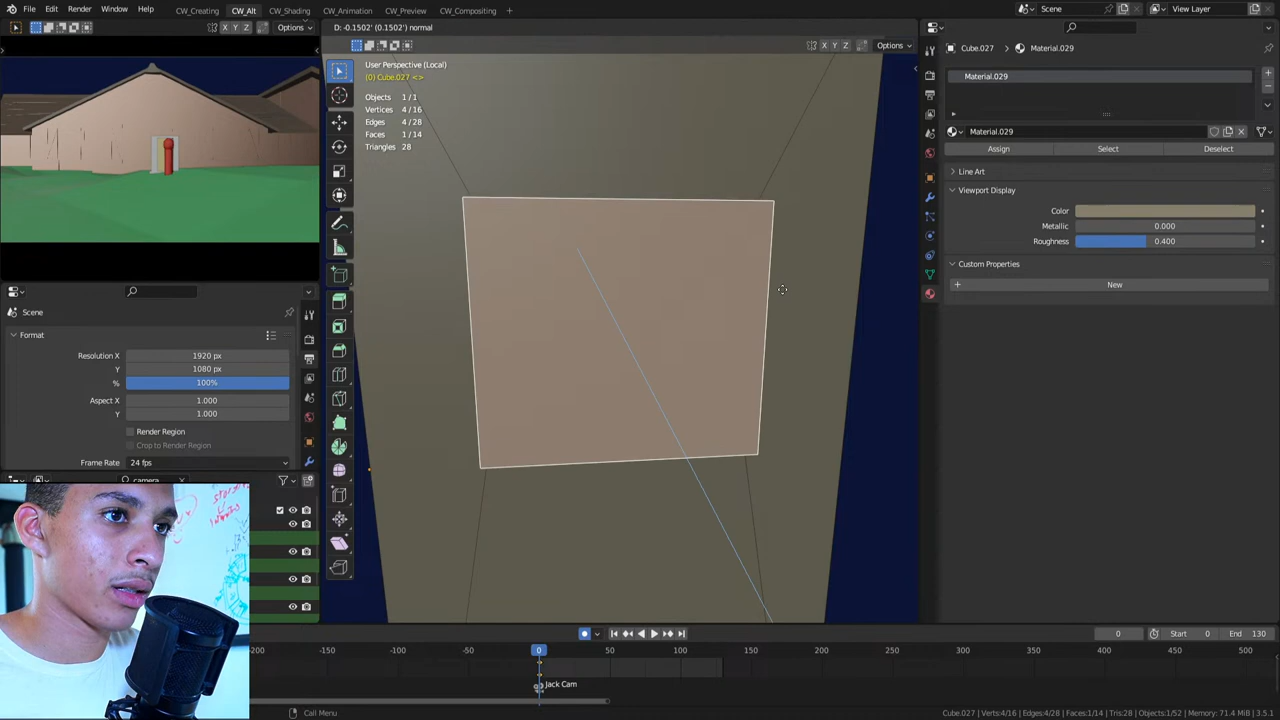 File Edit Render Window Help CW_Creating CW_Alt CW_Shading CW_Animation CW_Preview CW_Compositing + Scene View Layer
X Y Z Options
D: -0.1502' (0.1502') normal
X Y Z Options
User Perspective (Local)
(0) Cube.027 <>
Objects 1/1
Vertices 4/16
Edges 4/28
Faces 1/14
Triangles 28
Cube.027 Material.029
Material.029
Material.029
Assign Select Deselect
Line Art
Viewport Display
Color
Metallic 0.000
Roughness 0.400
Custom Properties
New
Scene
Format
Resolution X 1920 px
Y 1080 px
% 100%
Aspect X 1.000
Y 1.000
Render Region
Crop to Render Region
Frame Rate 24 fps
camera
0 Start 0 End 130
-200 -150 -100 -50 0 50 100 150 200 250 300 350 400 450 500
Jack Cam
Call Menu
Cube.027 | Verts:4/16 | Edges:4/28 | Faces:1/14 | Tris:28 | Objects:1/52 | Memory: 71.4 MiB | 3.5.1